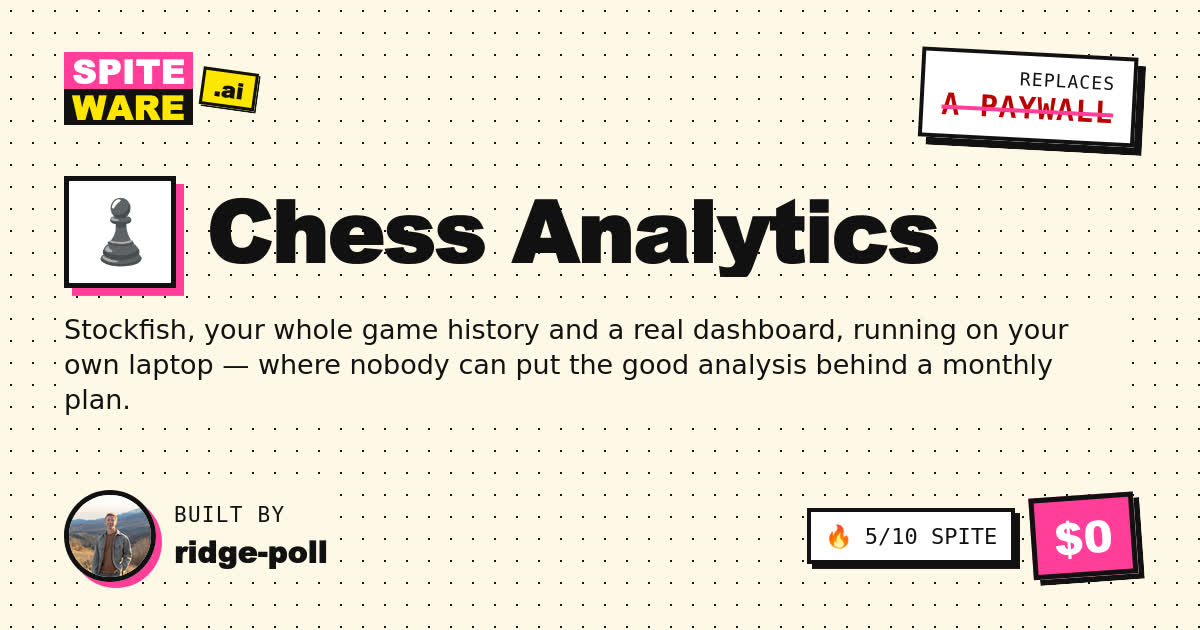 SPITE
WARE
.ai
REPLACES
A PAYWALL
Chess Analytics
Stockfish, your whole game history and a real dashboard, running on your
own laptop — where nobody can put the good analysis behind a monthly
plan.
BUILT BY
ridge-poll
5/10 SPITE
$0